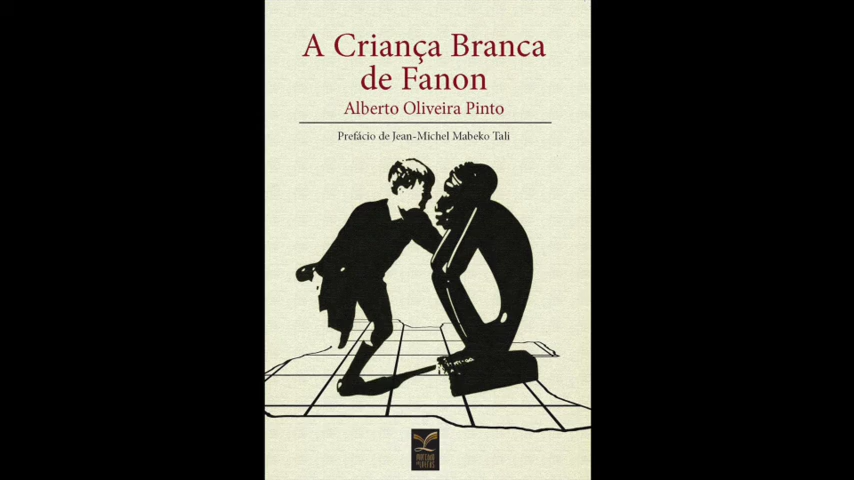 A Criança Branca
de Fanon
Alberto Oliveira Pinto
Prefácio de Jean-Michel Mabeko Tali